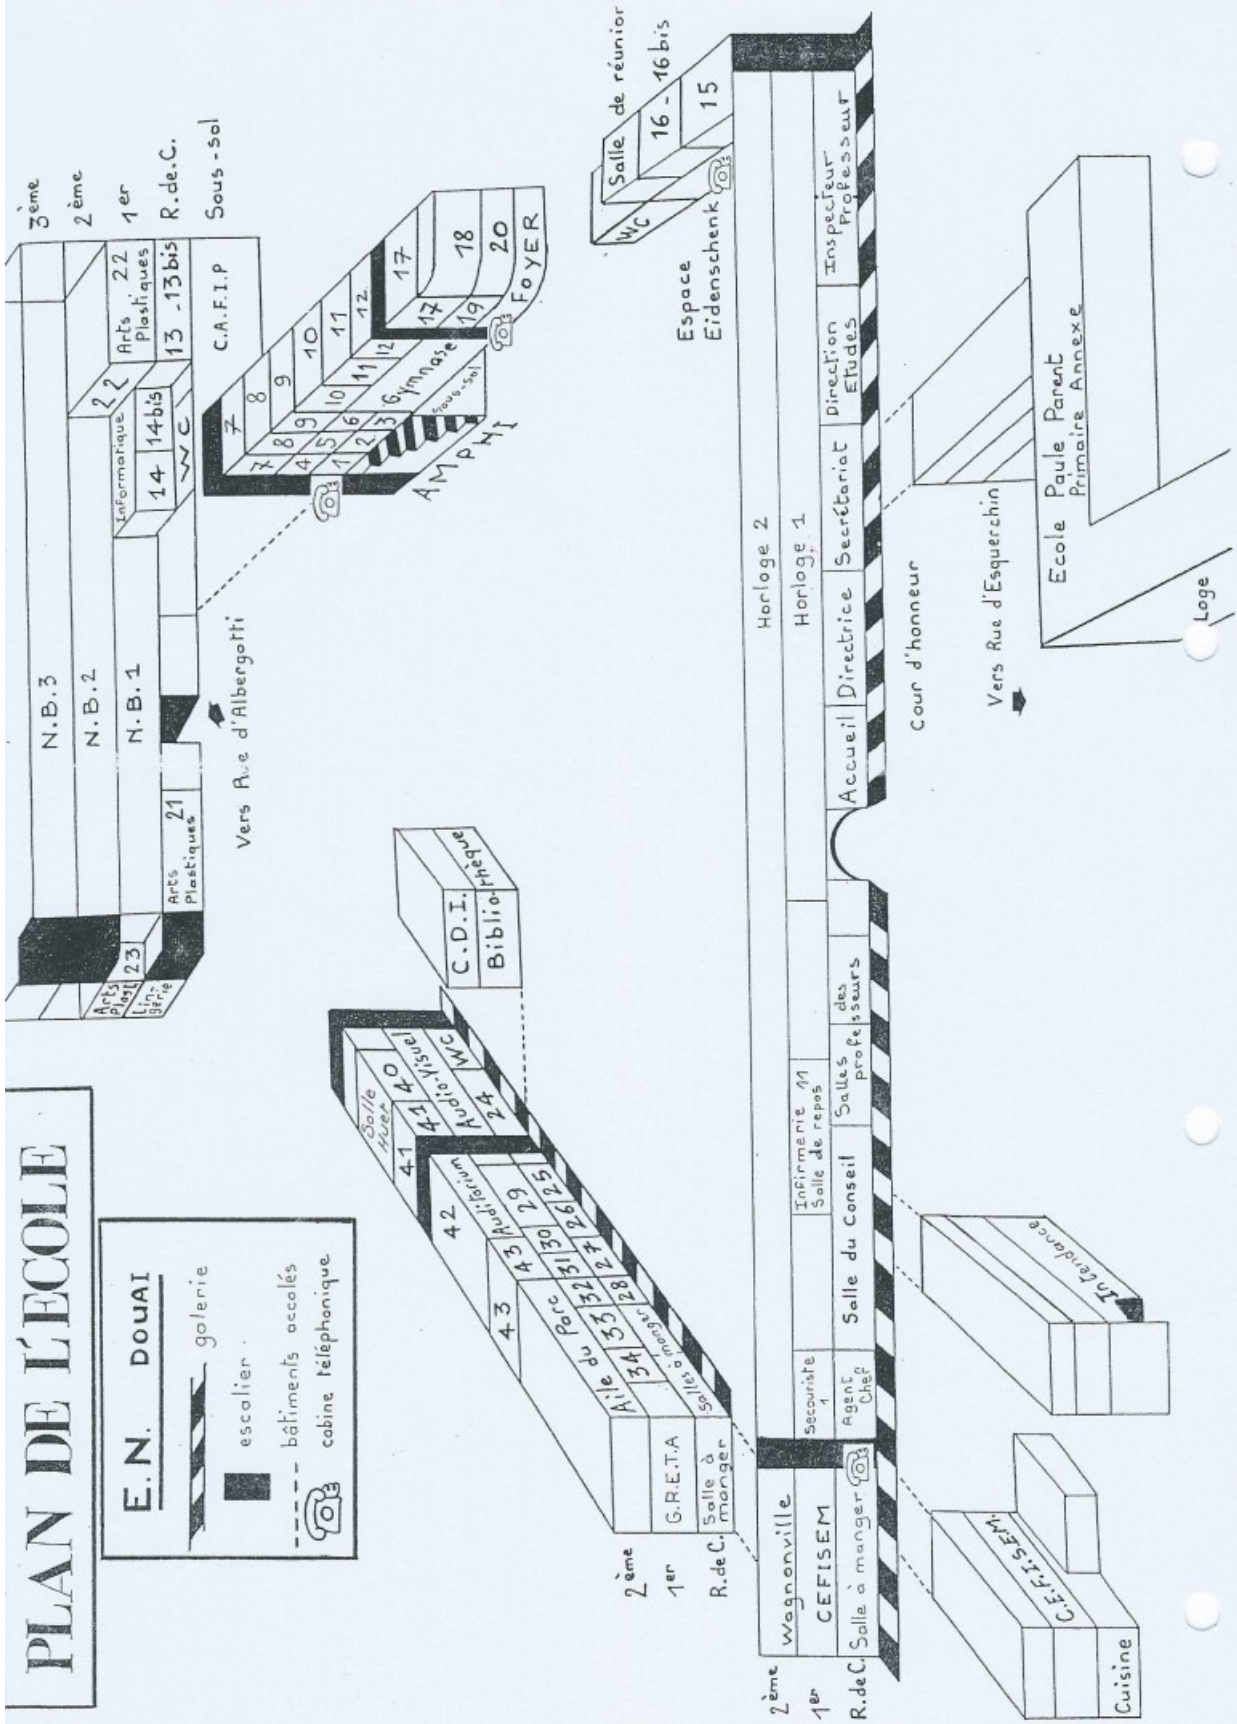 PLAN DE L'ECOLE
E.N. DOUAI
galerie
escalier
bâtiments accolés
cabine téléphonique
3ème
2ème
1er
R.de.C.
Sous-sol
N.B.3
N.B.2
N.B.1
22
Arts 22
Plastiques
Informatique
14
14bis
13 - 13bis
WC
C.A.F.I.P
Arts
Plast
23
Lin-
gerie
Arts 21
Plastiques
Vers Rue d'Albergotti
7
8
9
10
11
12
17
7
8
9
10
11
12
17
18
4
5
6
Gymnase
19
20
1
2
3
Sous-sol
FOYER
AMPHI
Salle
Huet
40
41
41
40
Audio-Visuel
WC
24
42
Auditorium
43
43
29
25
30
26
31
27
32
28
33
34
Aile du Parc
Salles à manger
G.R.E.T.A
Salle à
manger
2ème
1er
R.de C.
C.D.I.
Bibliothèque
Salle de réunion
16 - 16bis
15
WC
Espace
Eidenschenk
Horloge 2
Horloge 1
2ème
Wagnonville
1er
CEFISEM
R.de C.
Salle à manger
Secouriste
1
Agent
Chef
Infirmerie 11
Salle de repos
Salle du Conseil
Salles des
professeurs
Accueil
Directrice
Secrétariat
Direction
Etudes
Inspecteur
Professeur
Cour d'honneur
Vers Rue d'Esquerchin
Ecole Paule Parent
Primaire Annexe
Loge
Intendance
C.E.F.I.S.E.M.
Cuisine